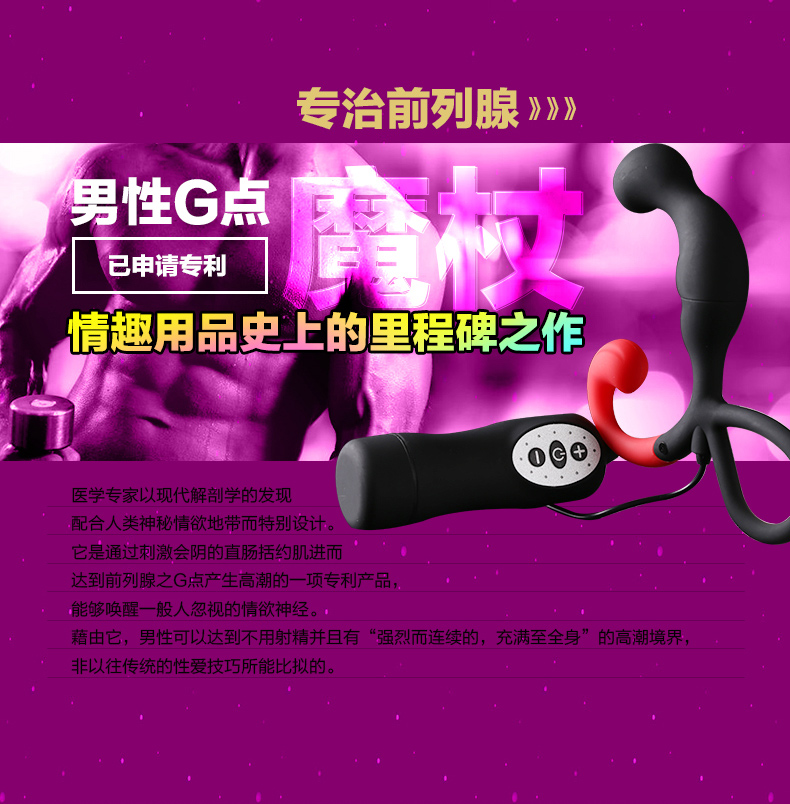 专治前列腺》》》
男性G点
魔杖
已申请专利
情趣用品史上的里程碑之作
医学专家以现代解剖学的发现
配合人类神秘情欲地带而特别设计。
它是通过刺激会阴的直肠括约肌进而
达到前列腺之G点产生高潮的一项专利产品，
能够唤醒一般人忽视的情欲神经。
藉由它，男性可以达到不用射精并且有“强烈而连续的，充满至全身”的高潮境界，
非以往传统的性爱技巧所能比拟的。